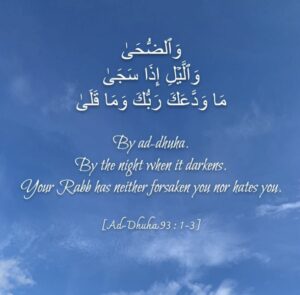 وَٱلضُّحَىٰ
وَٱلَّيْلِ إِذَا سَجَىٰ
مَا وَدَّعَكَ رَبُّكَ وَمَا قَلَىٰ
By ad-dhuha.
By the night when it darkens.
Your Rabb has neither forsaken you nor hates you.
[Ad-Dhuha 93 : 1-3]